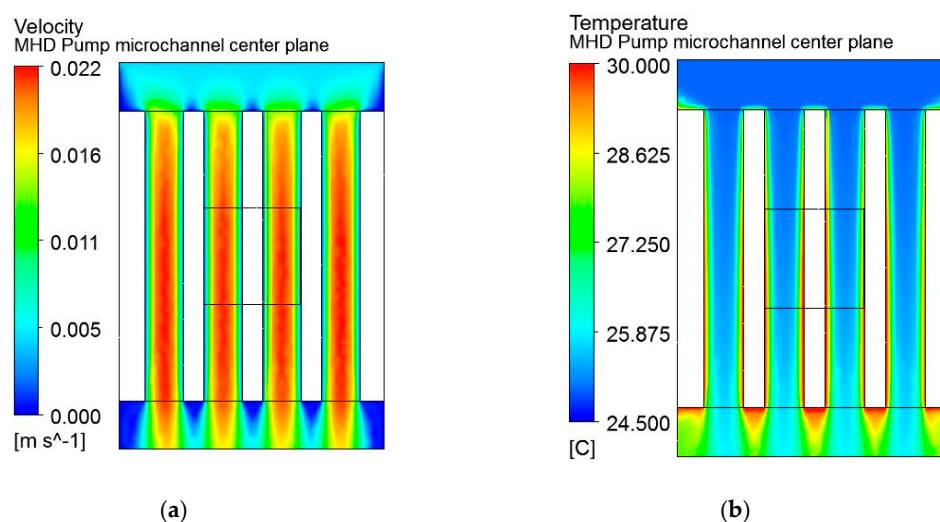 Velocity
MHD Pump microchannel center plane
0.022
0.016
0.011
0.005
0.000
[m s^-1]
(a)
Temperature
MHD Pump microchannel center plane
30.000
28.625
27.250
25.875
24.500
[C]
(b)